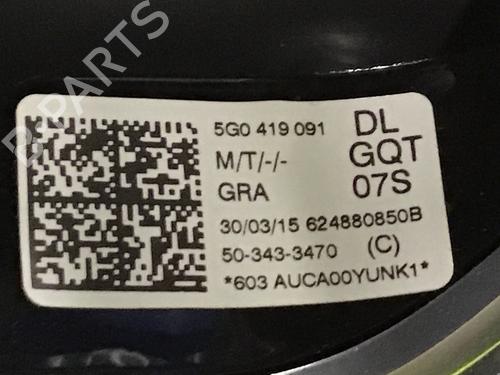 B-PARTS
5G0 419 091 DL
M/T/-/- GQT
GRA 07S
30/03/15 624880850B
50-343-3470 (C)
*603 AUCA00YUNK1*